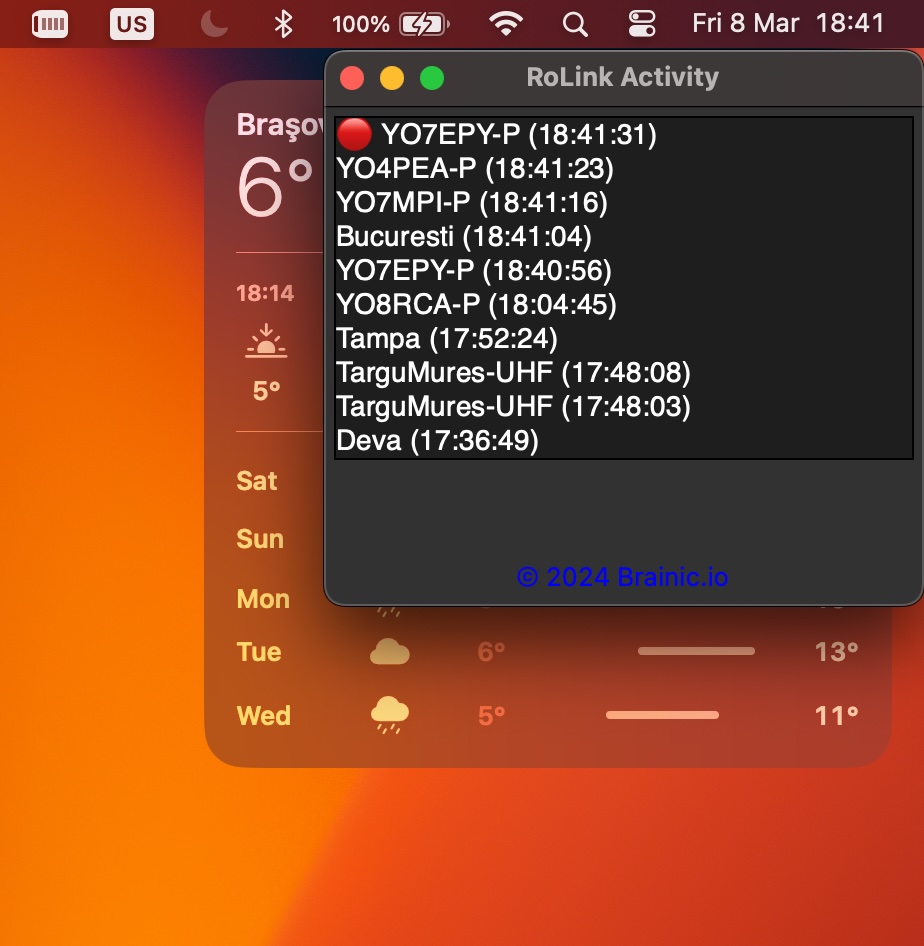 US
100%
Fri 8 Mar 18:41
RoLink Activity
YO7EPY-P (18:41:31)
YO4PEA-P (18:41:23)
YO7MPI-P (18:41:16)
Bucuresti (18:41:04)
YO7EPY-P (18:40:56)
YO8RCA-P (18:04:45)
Tampa (17:52:24)
TarguMures-UHF (17:48:08)
TarguMures-UHF (17:48:03)
Deva (17:36:49)
© 2024 Brainic.io
6°
18:14
5°
Sat
Sun
Mon
Tue 6° 13°
Wed 5° 11°